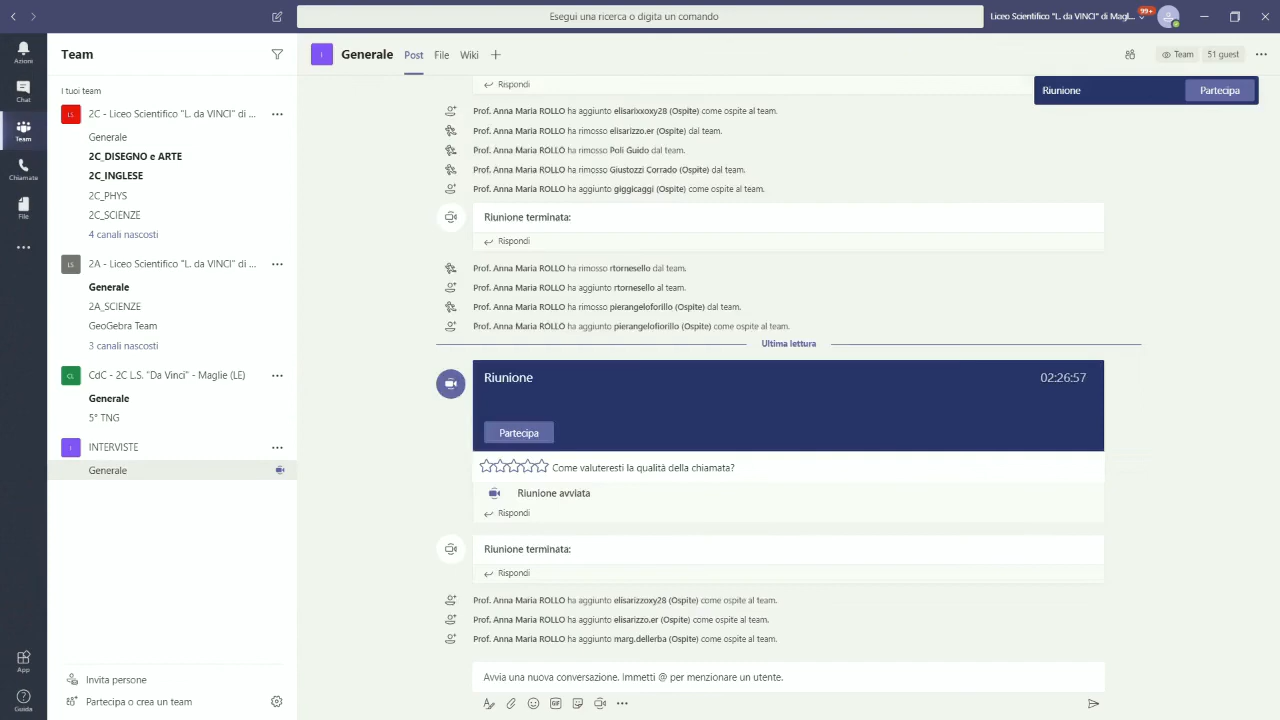 Esegui una ricerca o digita un comando
Liceo Scientifico "L. da VINCI" di Magl...
99+
Azioni
Chat
Team
Chiamate
File
App
Guida
Team
I tuoi team
LS
2C - Liceo Scientifico "L. da VINCI" di ...
Generale
2C_DISEGNO e ARTE
2C_INGLESE
2C_PHYS
2C_SCIENZE
4 canali nascosti
LS
2A - Liceo Scientifico "L. da VINCI" di ...
Generale
2A_SCIENZE
GeoGebra Team
3 canali nascosti
CL
CdC - 2C L.S. "Da Vinci" - Maglie (LE)
Generale
5° TNG
I
INTERVISTE
Generale
Invita persone
Partecipa o crea un team
I
Generale
Post
File
Wiki
Team
51 guest
Riunione
Partecipa
Rispondi
Prof. Anna Maria ROLLO ha aggiunto elisarixxoxy28 (Ospite) come ospite al team.
Prof. Anna Maria ROLLO ha rimosso elisarizzo.er (Ospite) dal team.
Prof. Anna Maria ROLLO ha rimosso Poli Guido dal team.
Prof. Anna Maria ROLLO ha rimosso Giustozzi Corrado (Ospite) dal team.
Prof. Anna Maria ROLLO ha aggiunto giggicaggi (Ospite) come ospite al team.
Riunione terminata:
Rispondi
Prof. Anna Maria ROLLO ha rimosso rtornesello dal team.
Prof. Anna Maria ROLLO ha aggiunto rtornesello al team.
Prof. Anna Maria ROLLO ha rimosso pierangeloforillo (Ospite) dal team.
Prof. Anna Maria ROLLO ha aggiunto pierangelofiorillo (Ospite) come ospite al team.
Ultima lettura
Riunione
02:26:57
Partecipa
Come valuteresti la qualità della chiamata?
Riunione avviata
Rispondi
Riunione terminata:
Rispondi
Prof. Anna Maria ROLLO ha aggiunto elisarizzoxy28 (Ospite) come ospite al team.
Prof. Anna Maria ROLLO ha aggiunto elisarizzo.er (Ospite) come ospite al team.
Prof. Anna Maria ROLLO ha aggiunto marg.dellerba (Ospite) come ospite al team.
Avvia una nuova conversazione. Immetti @ per menzionare un utente.
GIF